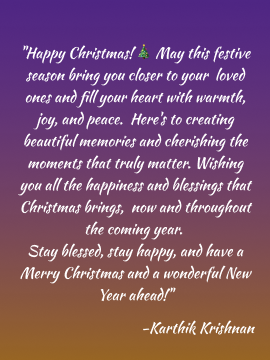 "Happy Christmas!🎄 May this festive
season bring you closer to your loved
ones and fill your heart with warmth,
joy, and peace. Here's to creating
beautiful memories and cherishing the
moments that truly matter. Wishing
you all the happiness and blessings that
Christmas brings, now and throughout
the coming year.
Stay blessed, stay happy, and have a
Merry Christmas and a wonderful New
Year ahead!"
-Karthik Krishnan